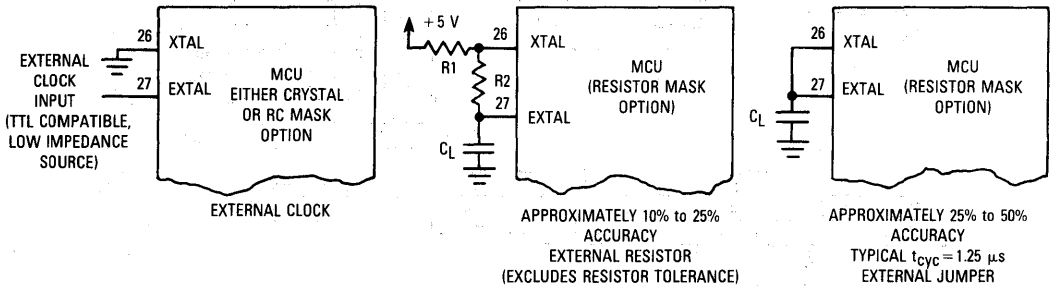 26
XTAL
EXTERNAL
CLOCK
INPUT
(TTL COMPATIBLE,
LOW IMPEDANCE
SOURCE)
27
EXTAL
MCU
EITHER CRYSTAL
OR RC MASK
OPTION
EXTERNAL CLOCK
+5 V
R1
R2
26
XTAL
27
EXTAL
CL
MCU
(RESISTOR MASK
OPTION)
APPROXIMATELY 10% to 25%
ACCURACY
EXTERNAL RESISTOR
(EXCLUDES RESISTOR TOLERANCE)
26
XTAL
27
EXTAL
CL
MCU
(RESISTOR MASK
OPTION)
APPROXIMATELY 25% to 50%
ACCURACY
TYPICAL tcyc=1.25 μs
EXTERNAL JUMPER